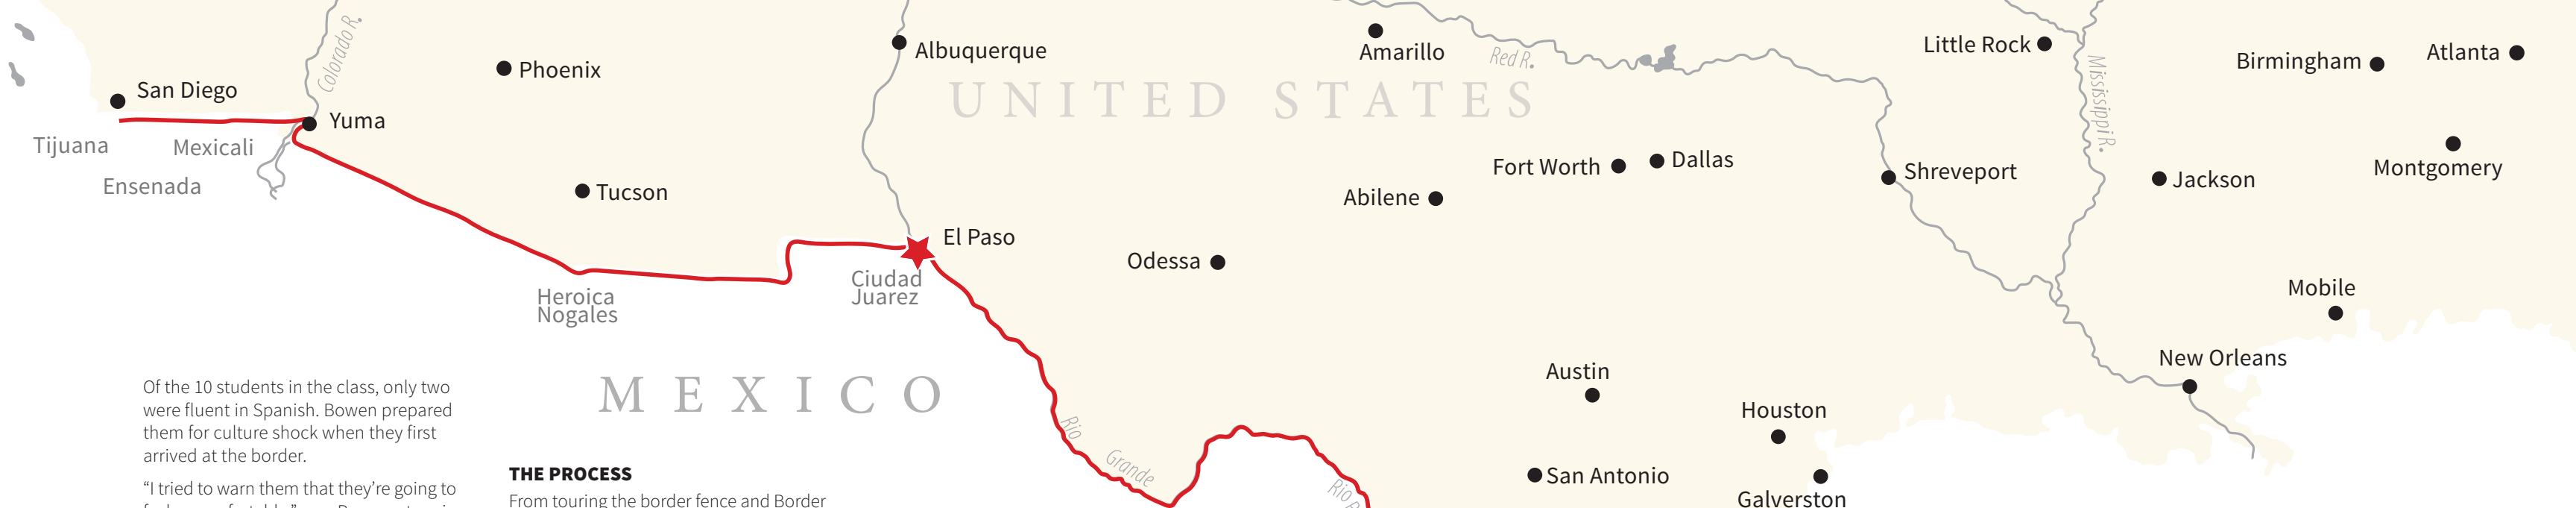 Colorado R.
Albuquerque
Amarillo
Red R.
Little Rock
Mississippi R.
Birmingham
Atlanta
Phoenix
San Diego
UNITED STATES
Yuma
Tijuana
Mexicali
Ensenada
Tucson
Fort Worth
Dallas
Abilene
Shreveport
Jackson
Montgomery
El Paso
Odessa
Ciudad
Juarez
Heroica
Nogales
Mobile
New Orleans
MEXICO
Austin
Houston
San Antonio
Galverston
Rio
Grande
Rio
Of the 10 students in the class, only two
were fluent in Spanish. Bowen prepared
them for culture shock when they first
arrived at the border.
“I tried to warn them that they’re going to
THE PROCESS
From touring the border fence and Border